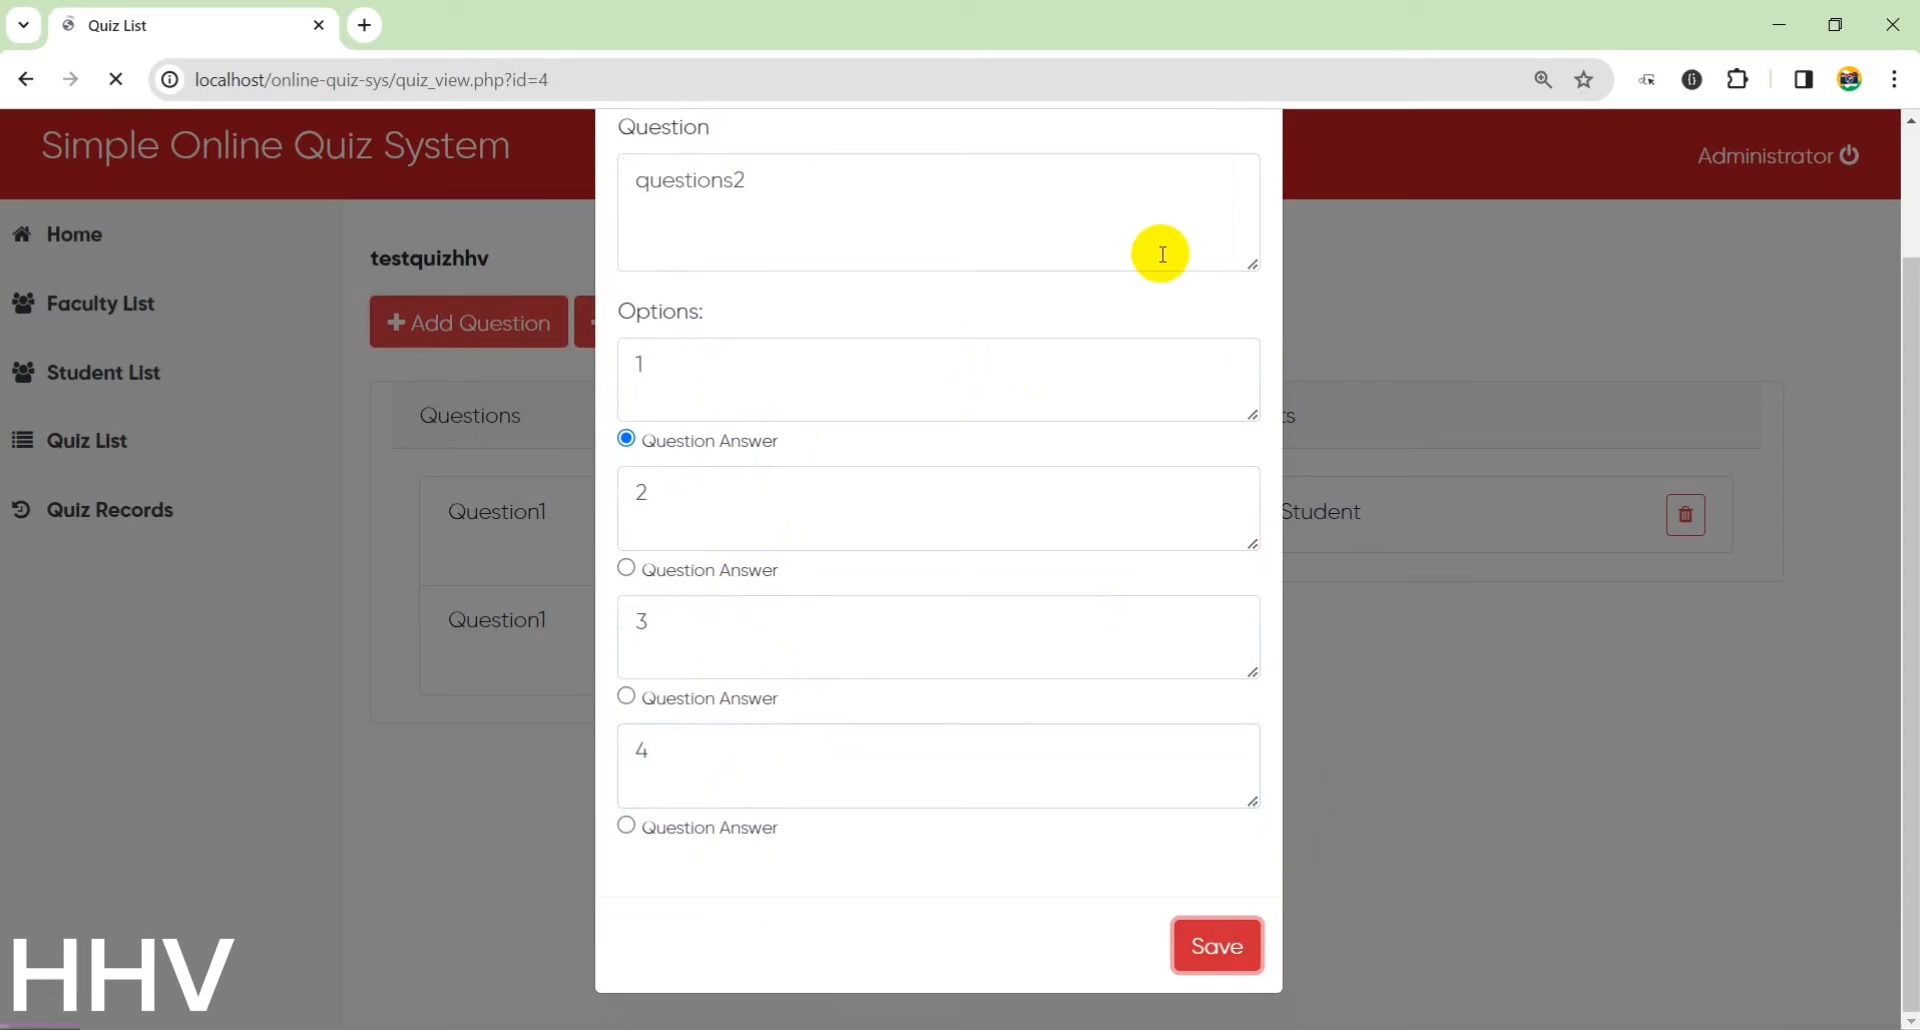 Quiz List
localhost/online-quiz-sys/quiz_view.php?id=4
Simple Online Quiz System
Administrator
Home
Faculty List
Student List
Quiz List
Quiz Records
testquizhhv
Add Question
Questions
Question1
Question1
Question
questions2
Options:
1
Question Answer
2
Question Answer
3
Question Answer
4
Question Answer
Save
ts
Student
HHV